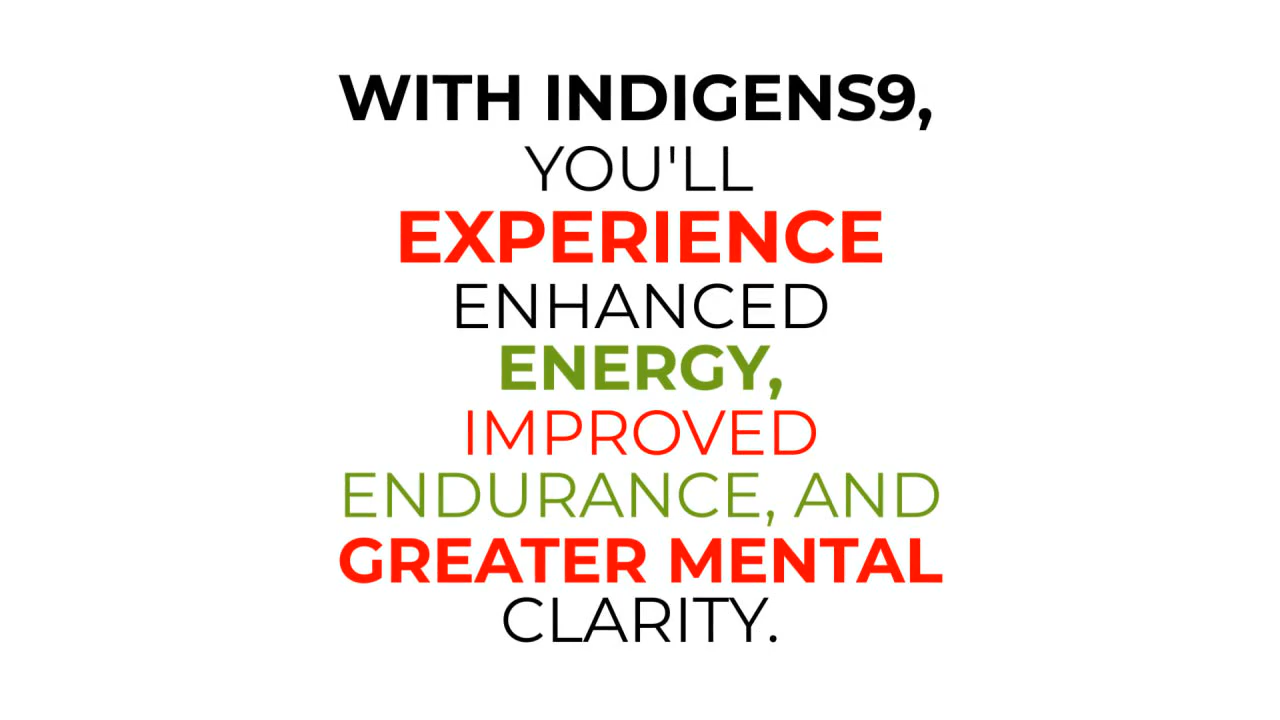 WITH INDIGENS9,
YOU'LL
EXPERIENCE
ENHANCED
ENERGY,
IMPROVED
ENDURANCE, AND
GREATER MENTAL
CLARITY.